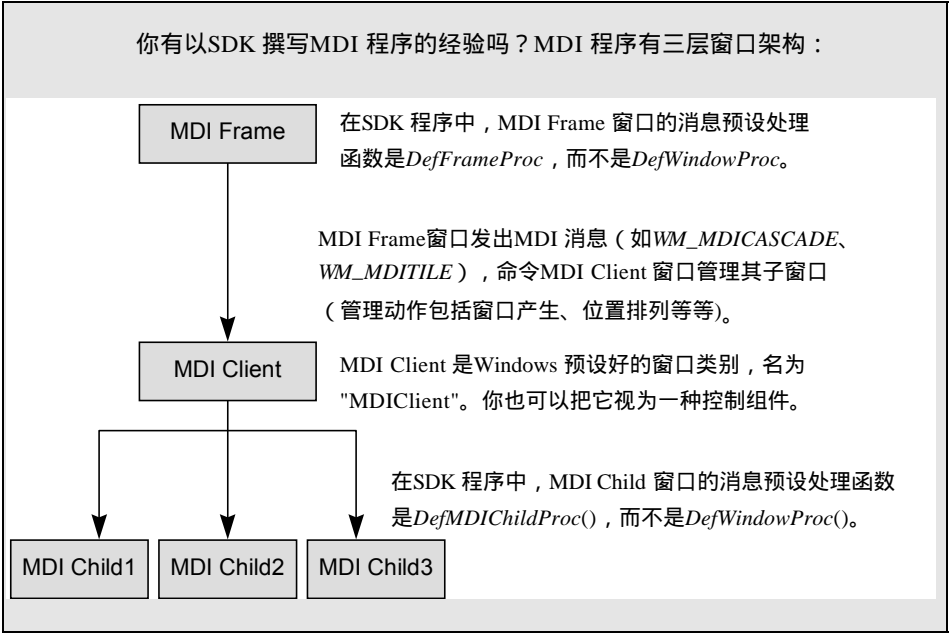 你有以SDK 撰写MDI 程序的经验吗？MDI 程序有三层窗口架构：
MDI Frame
在SDK 程序中，MDI Frame 窗口的消息预设处理
函数是DefFrameProc，而不是DefWindowProc。
MDI Frame窗口发出MDI 消息（如WM_MDICASCADE、
WM_MDITILE），命令MDI Client 窗口管理其子窗口
（管理动作包括窗口产生、位置排列等等)。
MDI Client
MDI Client 是Windows 预设好的窗口类别，名为
"MDIClient"。你也可以把它视为一种控制组件。
在SDK 程序中，MDI Child 窗口的消息预设处理函数
是DefMDIChildProc()，而不是DefWindowProc()。
MDI Child1
MDI Child2
MDI Child3